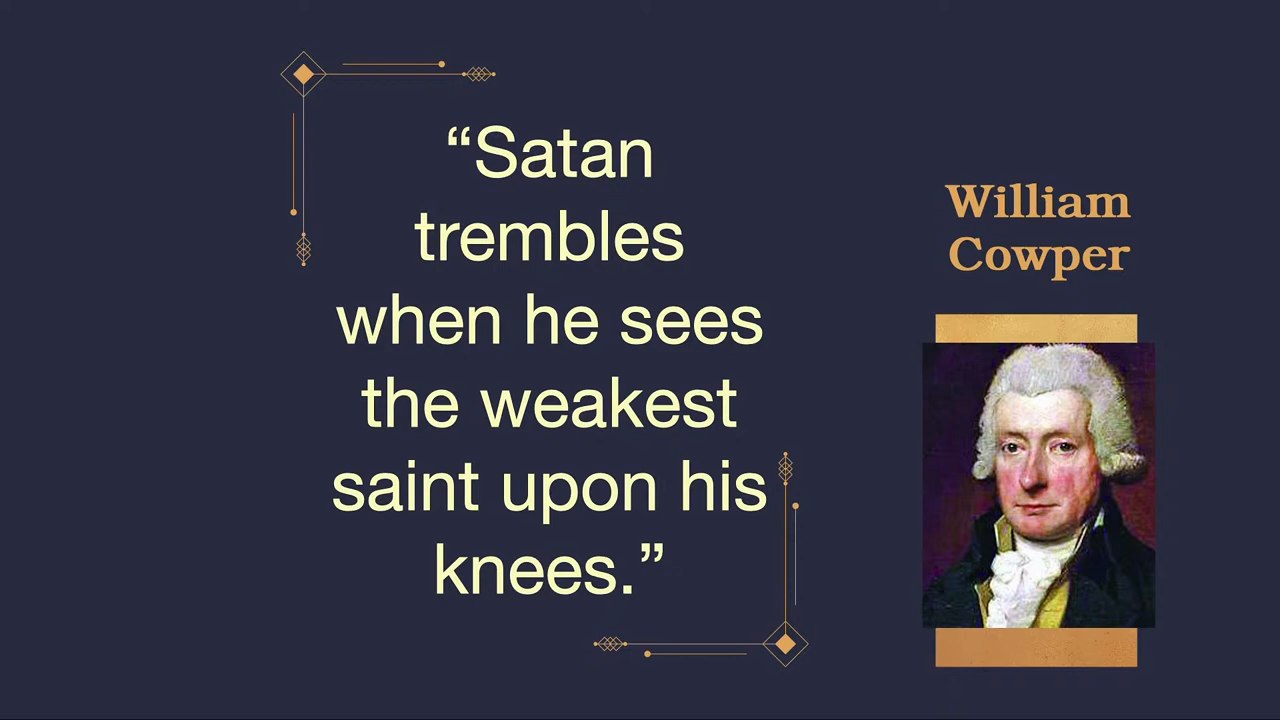 “Satan
trembles
when he sees
the weakest
saint upon his
knees.”
William
Cowper